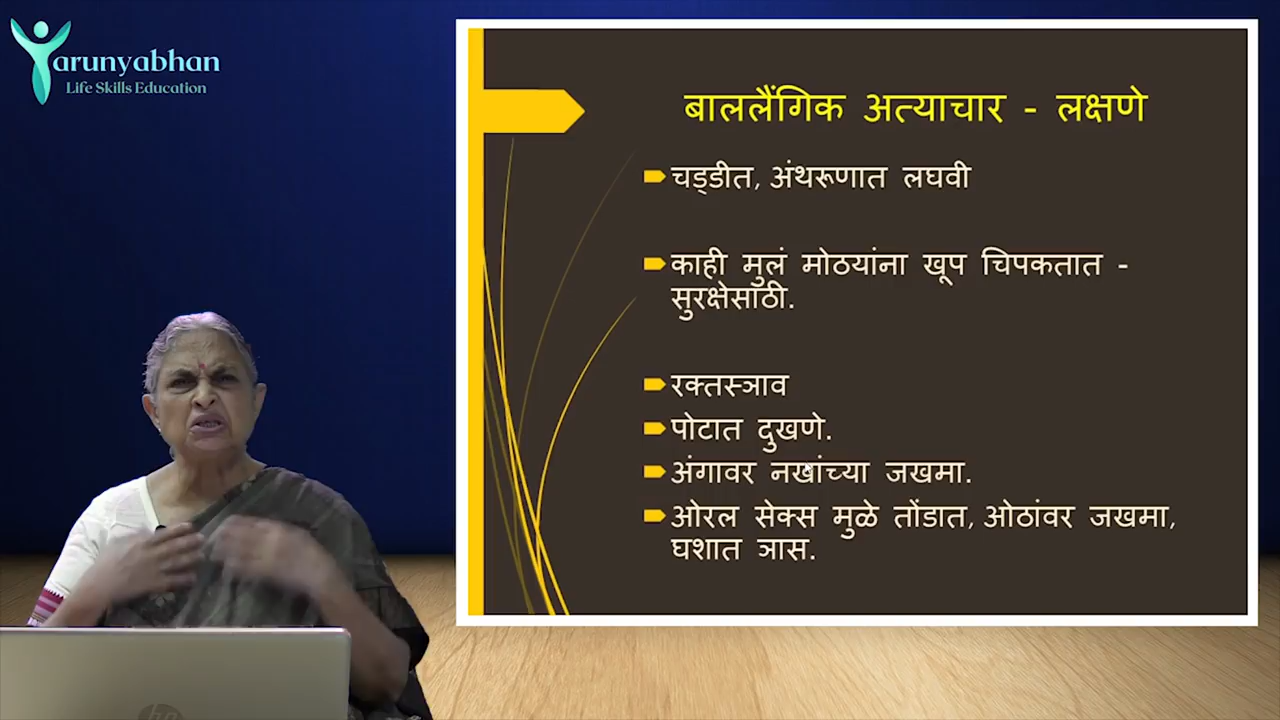 Tarunyabhan
Life Skills Education
बाललैंगिक अत्याचार - लक्षणे
चड्डीत, अंथरूणात लघवी
काही मुलं मोठयांना खूप चिपकतात -
सुरक्षेसाठी.
रक्तस्त्राव
पोटात दुखणे.
अंगावर नखांच्या जखमा.
ओरल सेक्स मुळे तोंडात, ओठांवर जखमा,
घशात त्रास.
hp